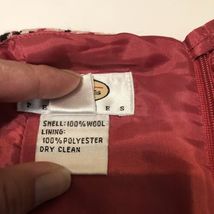 SHELL:100%WOOL
LINING:
100%POLYESTER
DRY CLEAN